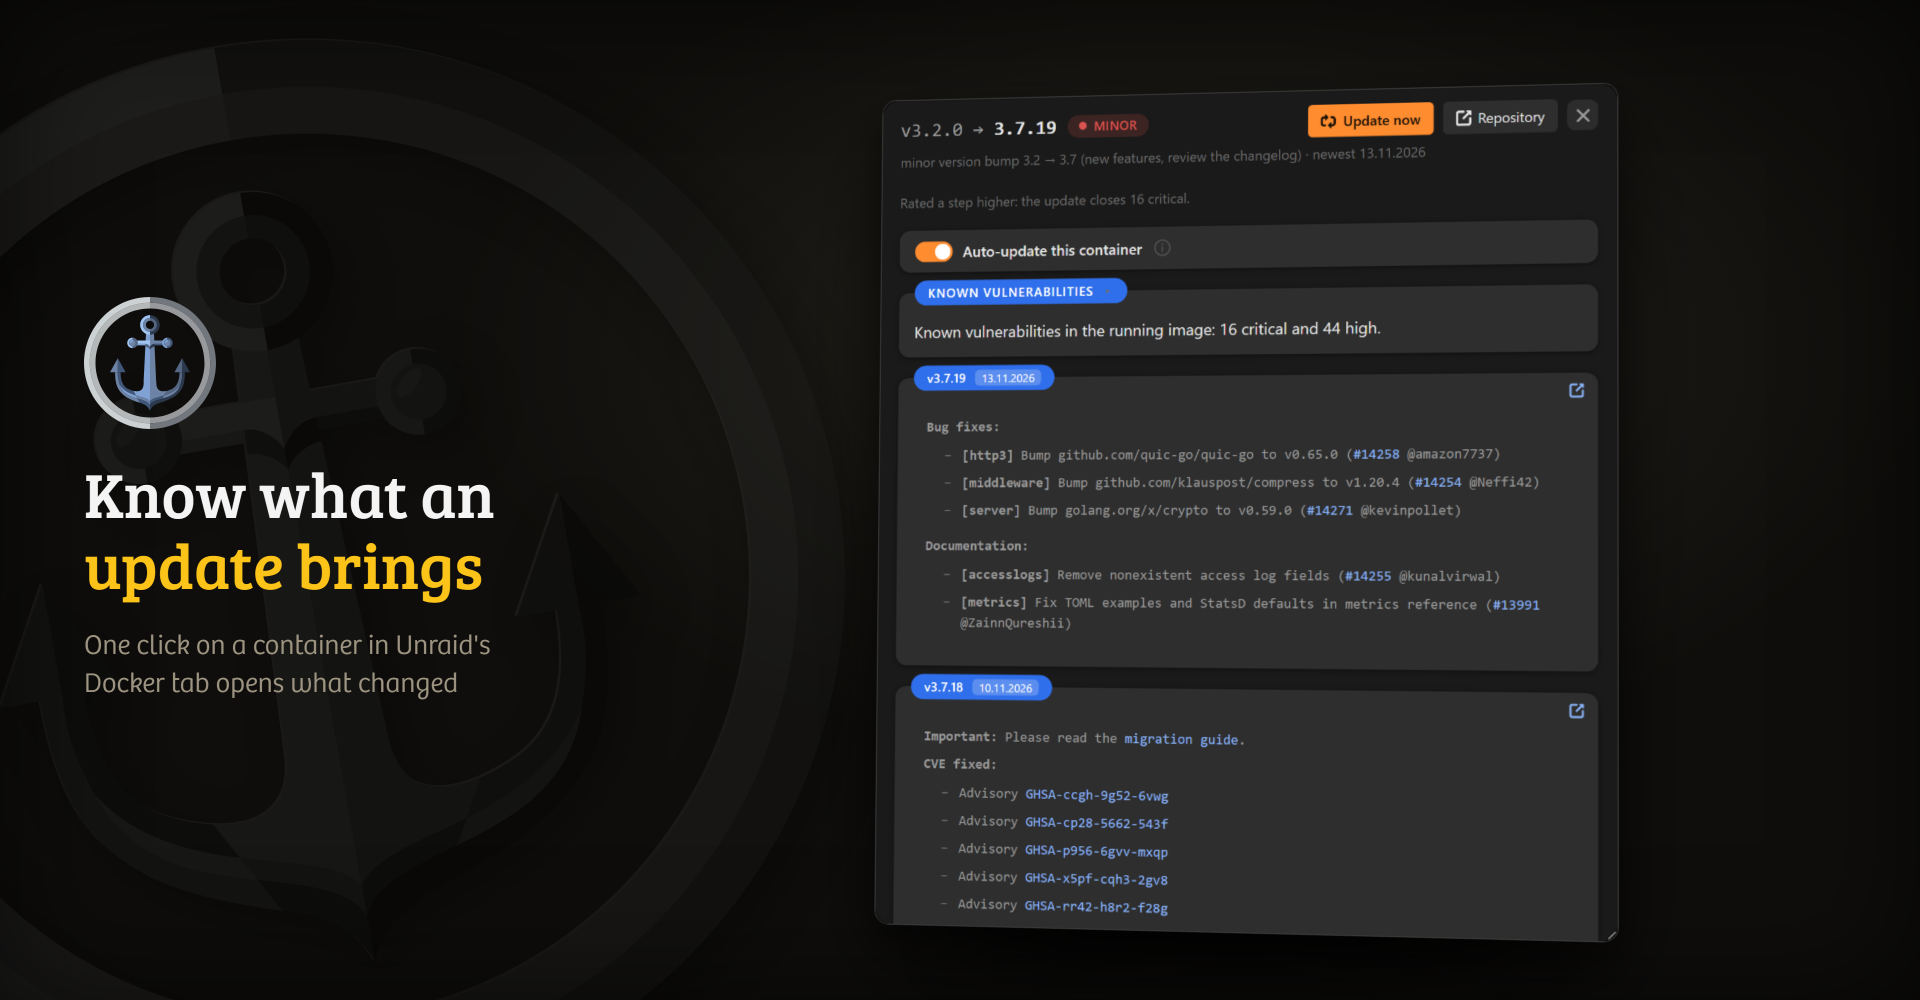 Know what an
update brings
One click on a container in Unraid's
Docker tab opens what changed
v3.2.0 → 3.7.19 MINOR
Update now
Repository
minor version bump 3.2 → 3.7 (new features, review the changelog) · newest 13.11.2026
Rated a step higher: the update closes 16 critical.
Auto-update this container
KNOWN VULNERABILITIES
Known vulnerabilities in the running image: 16 critical and 44 high.
v3.7.19 13.11.2026
Bug fixes:
– [http3] Bump github.com/quic-go/quic-go to v0.65.0 (#14258 @amazon7737)
– [middleware] Bump github.com/klauspost/compress to v1.20.4 (#14254 @Neffi42)
– [server] Bump golang.org/x/crypto to v0.59.0 (#14271 @kevinpollet)
Documentation:
– [accesslogs] Remove nonexistent access log fields (#14255 @kunalvirwal)
– [metrics] Fix TOML examples and StatsD defaults in metrics reference (#13991
@ZainnQureshii)
v3.7.18 10.11.2026
Important: Please read the migration guide.
CVE fixed:
– Advisory GHSA-ccgh-9g52-6vwg
– Advisory GHSA-cp28-5662-543f
– Advisory GHSA-p956-6gvv-mxqp
– Advisory GHSA-x5pf-cqh3-2gv8
– Advisory GHSA-rr42-h8r2-f28g